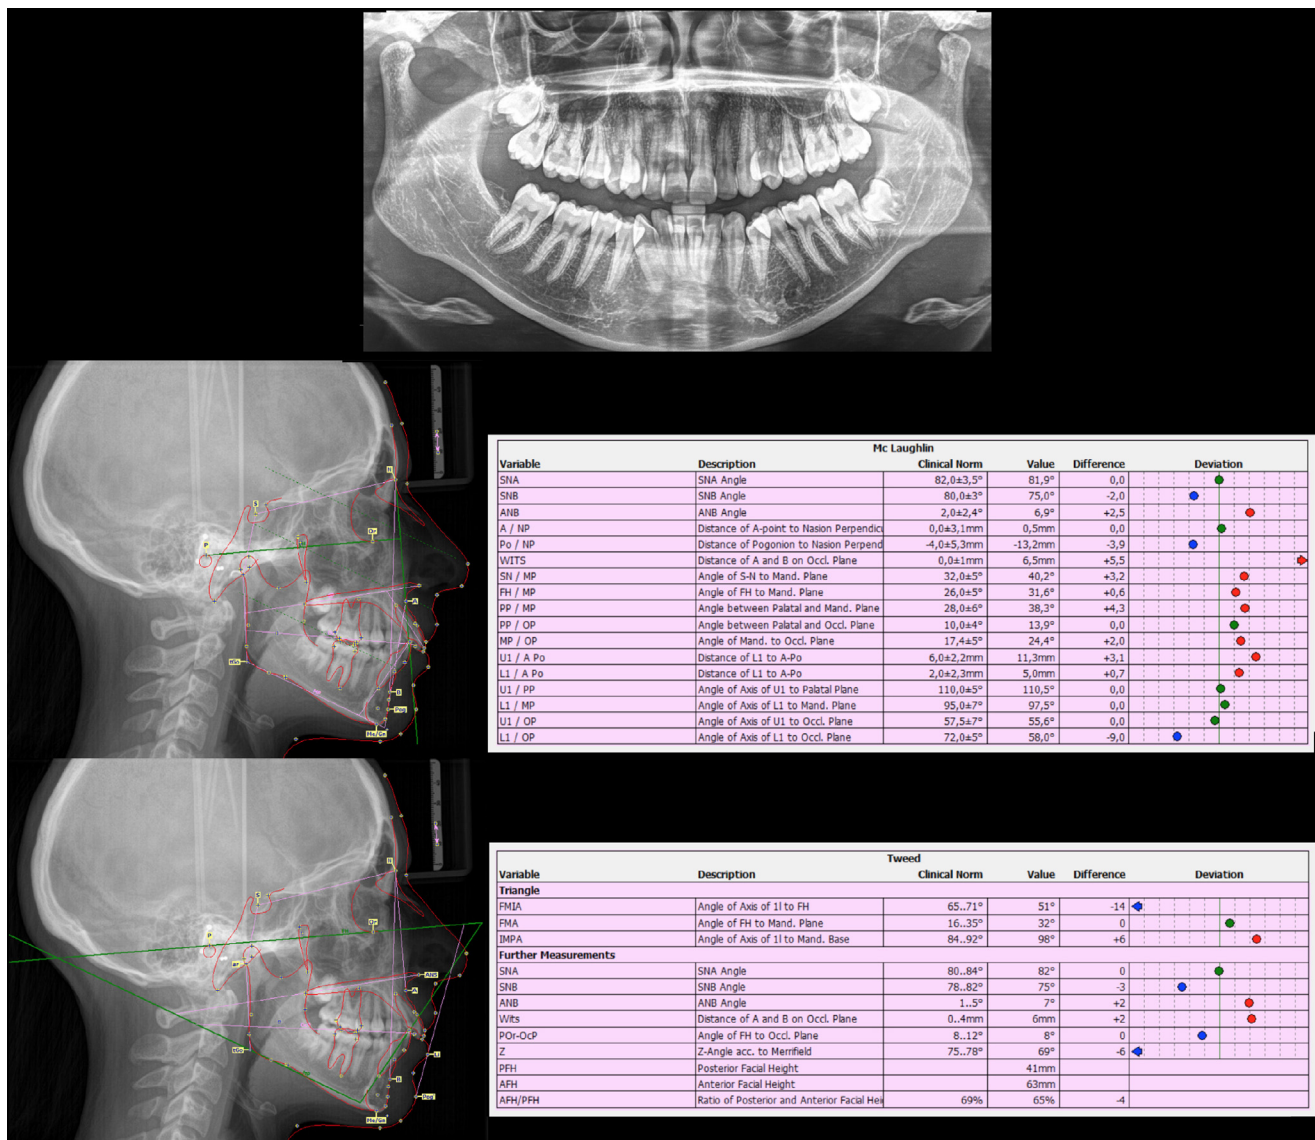 N
S
P
Or
A
xGo
B
Pog
Me/Ge
Mc Laughlin
Variable Description Clinical Norm Value Difference Deviation
SNA SNA Angle 82,0±3,5° 81,9° 0,0
SNB SNB Angle 80,0±3° 75,0° -2,0
ANB ANB Angle 2,0±2,4° 6,9° +2,5
A / NP Distance of A-point to Nasion Perpendicu 0,0±3,1mm 0,5mm 0,0
Po / NP Distance of Pogonion to Nasion Perpend -4,0±5,3mm -13,2mm -3,9
WITS Distance of A and B on Occl. Plane 0,0±1mm 6,5mm +5,5
SN / MP Angle of S-N to Mand. Plane 32,0±5° 40,2° +3,2
FH / MP Angle of FH to Mand. Plane 26,0±5° 31,6° +0,6
PP / MP Angle between Palatal and Mand. Plane 28,0±6° 38,3° +4,3
PP / OP Angle between Palatal and Occl. Plane 10,0±4° 13,9° 0,0
MP / OP Angle of Mand. to Occl. Plane 17,4±5° 24,4° +2,0
U1 / A Po Distance of L1 to A-Po 6,0±2,2mm 11,3mm +3,1
L1 / A Po Distance of L1 to A-Po 2,0±2,3mm 5,0mm +0,7
U1 / PP Angle of Axis of U1 to Palatal Plane 110,0±5° 110,5° 0,0
L1 / MP Angle of Axis of L1 to Mand. Plane 95,0±7° 97,5° 0,0
U1 / OP Angle of Axis of U1 to Occl. Plane 57,5±7° 55,6° 0,0
L1 / OP Angle of Axis of L1 to Occl. Plane 72,0±5° 58,0° -9,0
N
S
P
Or
ar
ANS
A
xGo
Li
B
Pog
Me/Ge
Tweed
Variable Description Clinical Norm Value Difference Deviation
Triangle
FMIA Angle of Axis of 1l to FH 65..71° 51° -14
FMA Angle of FH to Mand. Plane 16..35° 32° 0
IMPA Angle of Axis of 1l to Mand. Base 84..92° 98° +6
Further Measurements
SNA SNA Angle 80..84° 82° 0
SNB SNB Angle 78..82° 75° -3
ANB ANB Angle 1..5° 7° +2
Wits Distance of A and B on Occl. Plane 0..4mm 6mm +2
POr-OcP Angle of FH to Occl. Plane 8..12° 8° 0
Z Z-Angle acc. to Merrifield 75..78° 69° -6
PFH Posterior Facial Height 41mm
AFH Anterior Facial Height 63mm
AFH/PFH Ratio of Posterior and Anterior Facial Hei 69% 65% -4